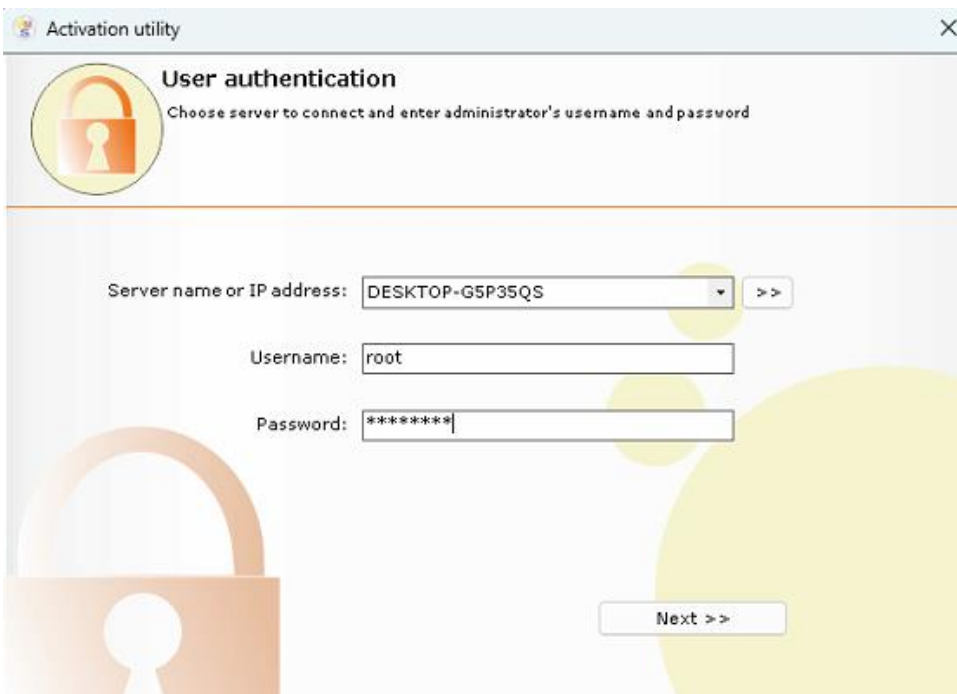 Activation utility
User authentication
Choose server to connect and enter administrator's username and password
Server name or IP address: DESKTOP-G5P35QS >>
Username: root
Password: ********
Next >>